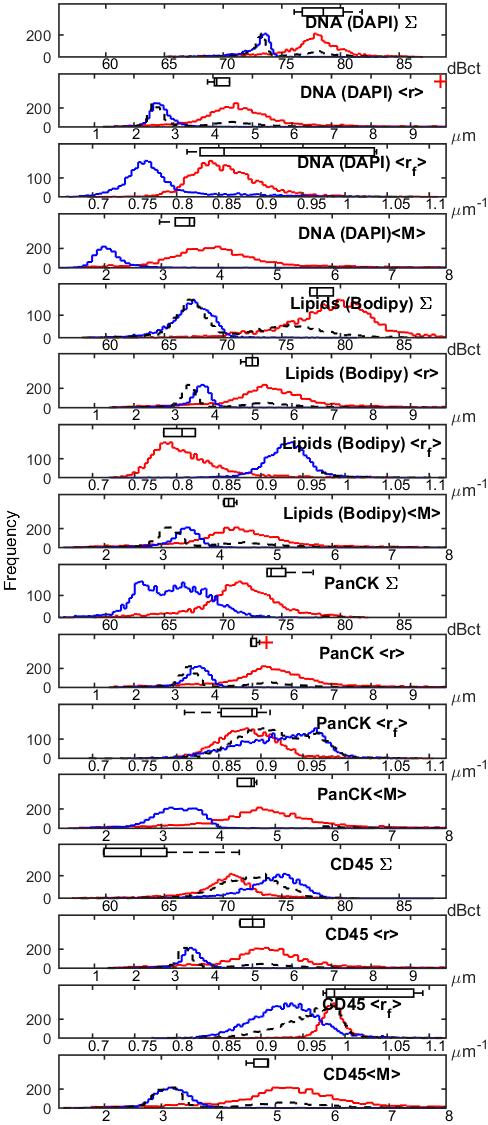 Frequency
DNA (DAPI) Σ
200
0
60 65 70 75 80 85 dBct
DNA (DAPI) <r>
200
0
1 2 3 4 5 6 7 8 9 μm
DNA (DAPI) <r_f>
100
0
0.7 0.75 0.8 0.85 0.9 0.95 1 1.05 1.1 μm⁻¹
DNA (DAPI)<M>
200
0
2 3 4 5 6 7 8
Lipids (Bodipy) Σ
100
0
60 65 70 75 80 85 dBct
Lipids (Bodipy) <r>
200
0
1 2 3 4 5 6 7 8 9 μm
Lipids (Bodipy) <r_f>
100
0
0.7 0.75 0.8 0.85 0.9 0.95 1 1.05 1.1 μm⁻¹
Lipids (Bodipy)<M>
200
0
2 3 4 5 6 7 8
PanCK Σ
100
0
60 65 70 75 80 85 dBct
PanCK <r>
200
0
1 2 3 4 5 6 7 8 9 μm
PanCK <r_f>
100
0
0.7 0.75 0.8 0.85 0.9 0.95 1 1.05 1.1 μm⁻¹
PanCK<M>
200
0
2 3 4 5 6 7 8
CD45 Σ
200
0
60 65 70 75 80 85 dBct
CD45 <r>
200
0
1 2 3 4 5 6 7 8 9 μm
CD45 <r_f>
200
0
0.7 0.75 0.8 0.85 0.9 0.95 1 1.05 1.1 μm⁻¹
CD45<M>
200
0
2 3 4 5 6 7 8